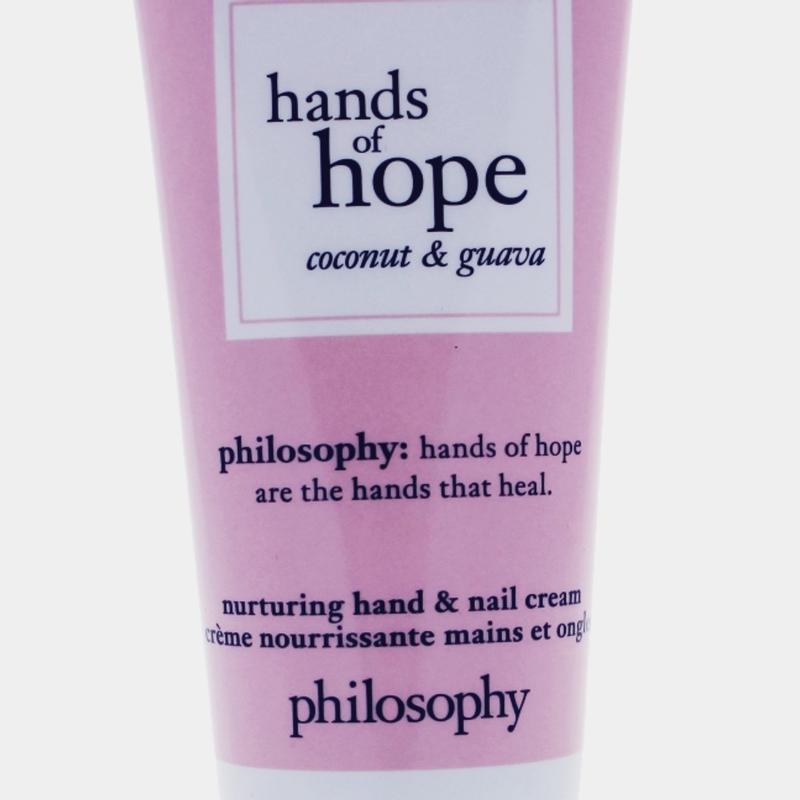 hands
of
hope
coconut & guava
philosophy: hands of hope
are the hands that heal.
nurturing hand & nail cream
crème nourrissante mains et
philosophy